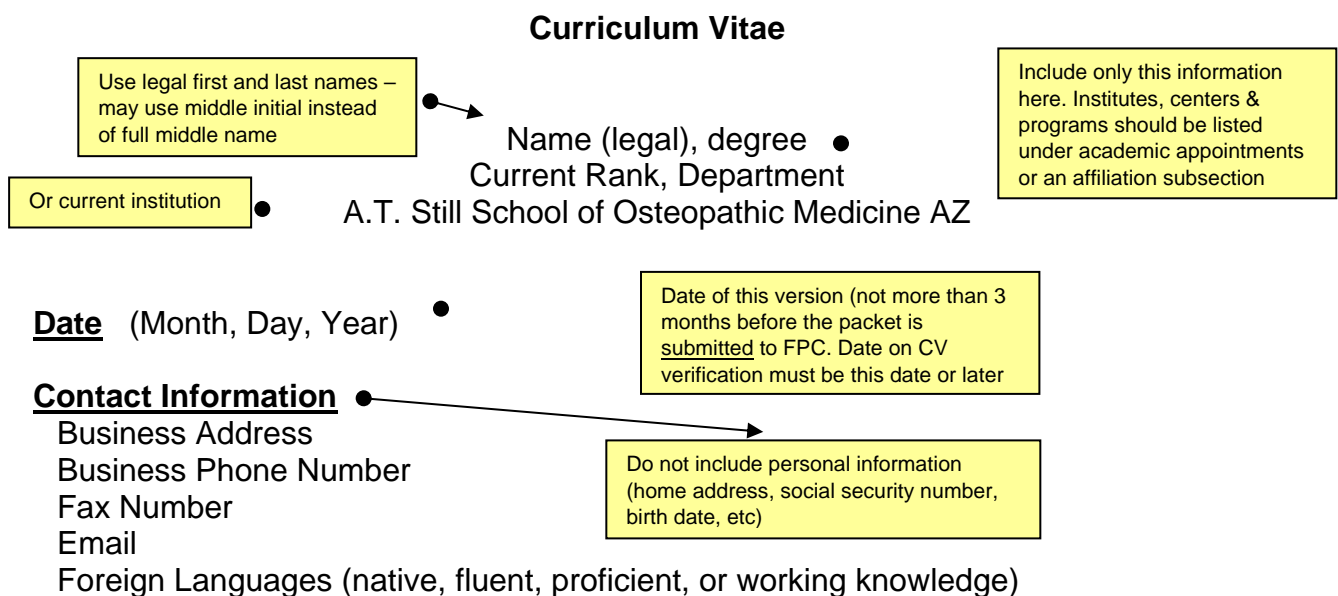 Curriculum Vitae
Use legal first and last names –
may use middle initial instead
of full middle name
Include only this information
here. Institutes, centers &
programs should be listed
under academic appointments
or an affiliation subsection
Name (legal), degree
Current Rank, Department
Or current institution
A.T. Still School of Osteopathic Medicine AZ
Date (Month, Day, Year)
Date of this version (not more than 3
months before the packet is
submitted to FPC. Date on CV
verification must be this date or later
Contact Information
Business Address
Business Phone Number
Fax Number
Email
Foreign Languages (native, fluent, proficient, or working knowledge)
Do not include personal information
(home address, social security number,
birth date, etc)